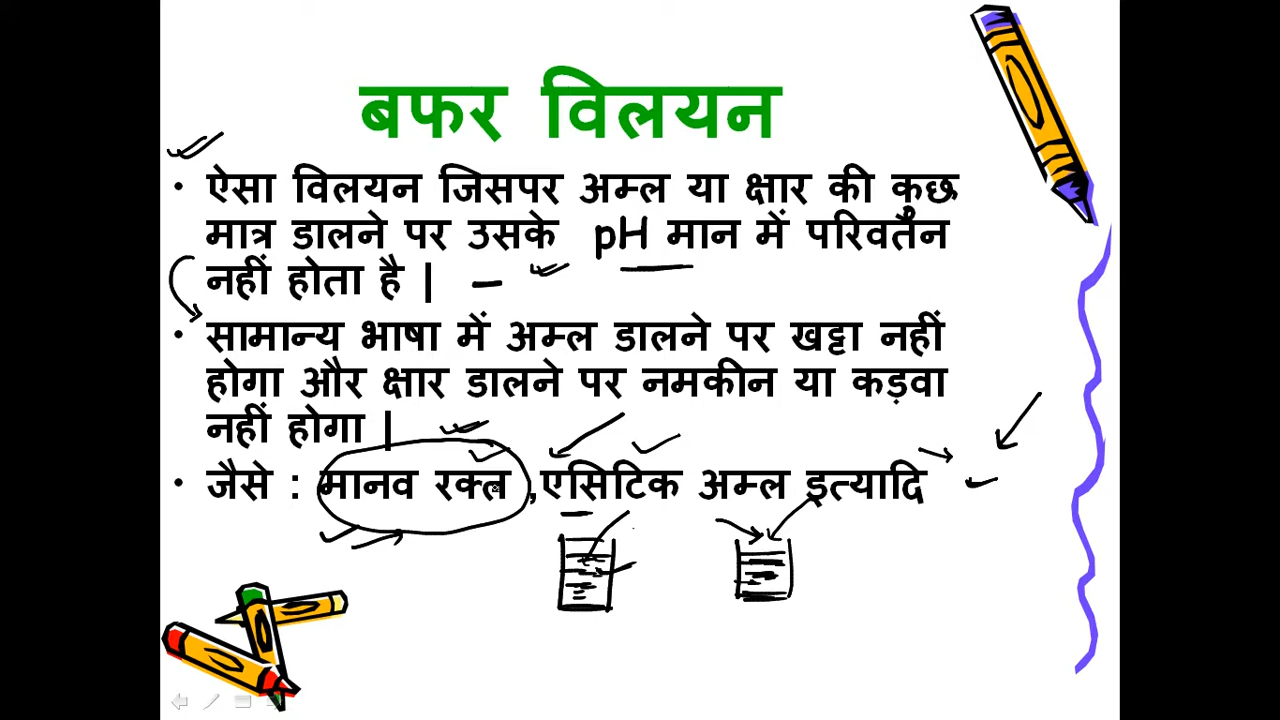 बफर विलयन
• ऐसा विलयन जिसपर अम्ल या क्षार की कुछ
मात्र डालने पर उसके pH मान में परिवर्तन
नहीं होता है |
• सामान्य भाषा में अम्ल डालने पर खट्टा नहीं
होगा और क्षार डालने पर नमकीन या कड़वा
नहीं होगा |
• जैसे : मानव रक्त ,एसिटिक अम्ल इत्यादि